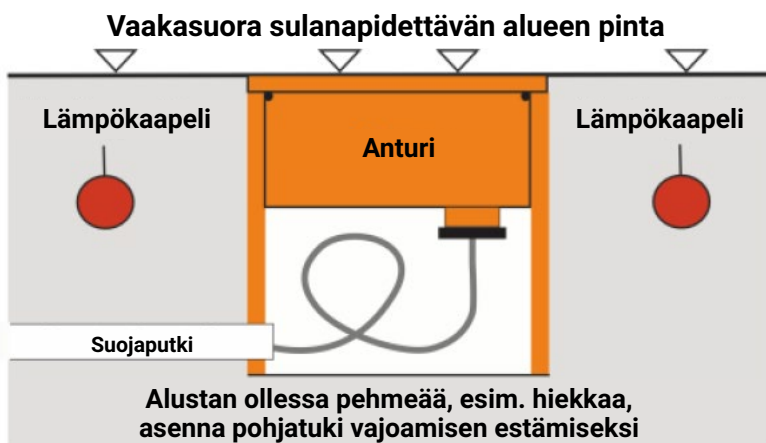 Vaakasuora sulanapidettävän alueen pinta
Lämpökaapeli
Anturi
Lämpökaapeli
Suojaputki
Alustan ollessa pehmeää, esim. hiekkaa,
asenna pohjatuki vajoamisen estämiseksi